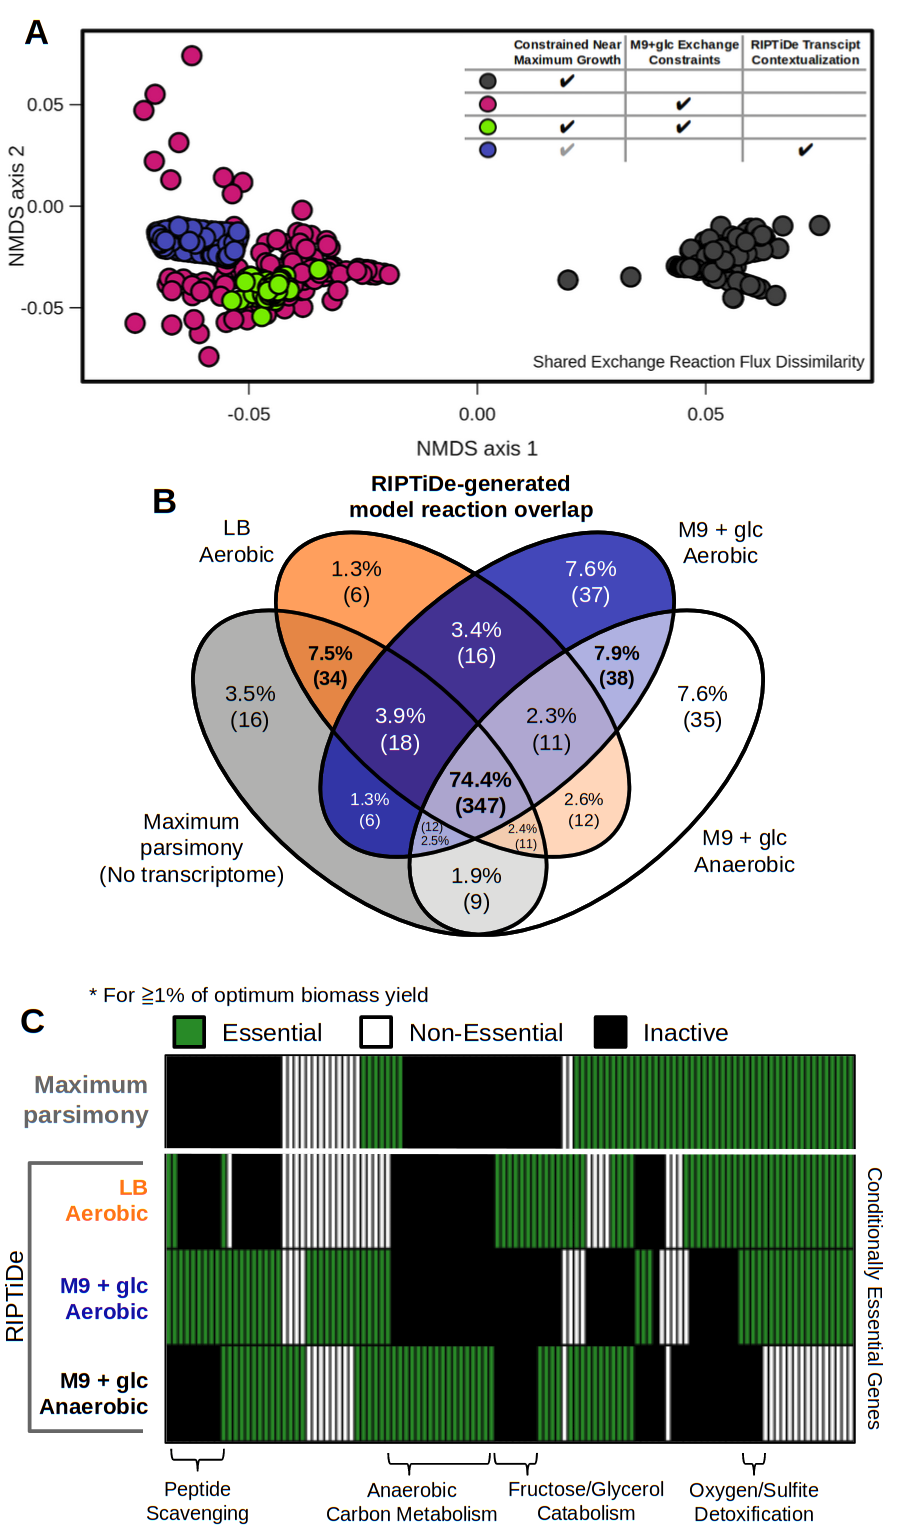 A
Constrained Near
Maximum Growth
M9+glc Exchange
Constraints
RIPTiDe Transcipt
Contextualization
✔
✔
✔ ✔
✔ ✔
0.05
0.00
-0.05
NMDS axis 2
Shared Exchange Reaction Flux Dissimilarity
-0.05 0.00 0.05
NMDS axis 1
B
RIPTiDe-generated
model reaction overlap
LB
Aerobic
M9 + glc
Aerobic
1.3%
(6)
7.6%
(37)
3.4%
(16)
7.5%
(34)
7.9%
(38)
3.5%
(16)
7.6%
(35)
3.9%
(18)
2.3%
(11)
74.4%
(347)
1.3%
(6)
2.6%
(12)
(12)
2.5%
2.4%
(11)
1.9%
(9)
Maximum
parsimony
(No transcriptome)
M9 + glc
Anaerobic
* For ≧1% of optimum biomass yield
C
Essential Non-Essential Inactive
Maximum
parsimony
RIPTiDe
LB
Aerobic
M9 + glc
Aerobic
M9 + glc
Anaerobic
Conditionally Essential Genes
Peptide
Scavenging
Anaerobic
Carbon Metabolism
Fructose/Glycerol
Catabolism
Oxygen/Sulfite
Detoxification